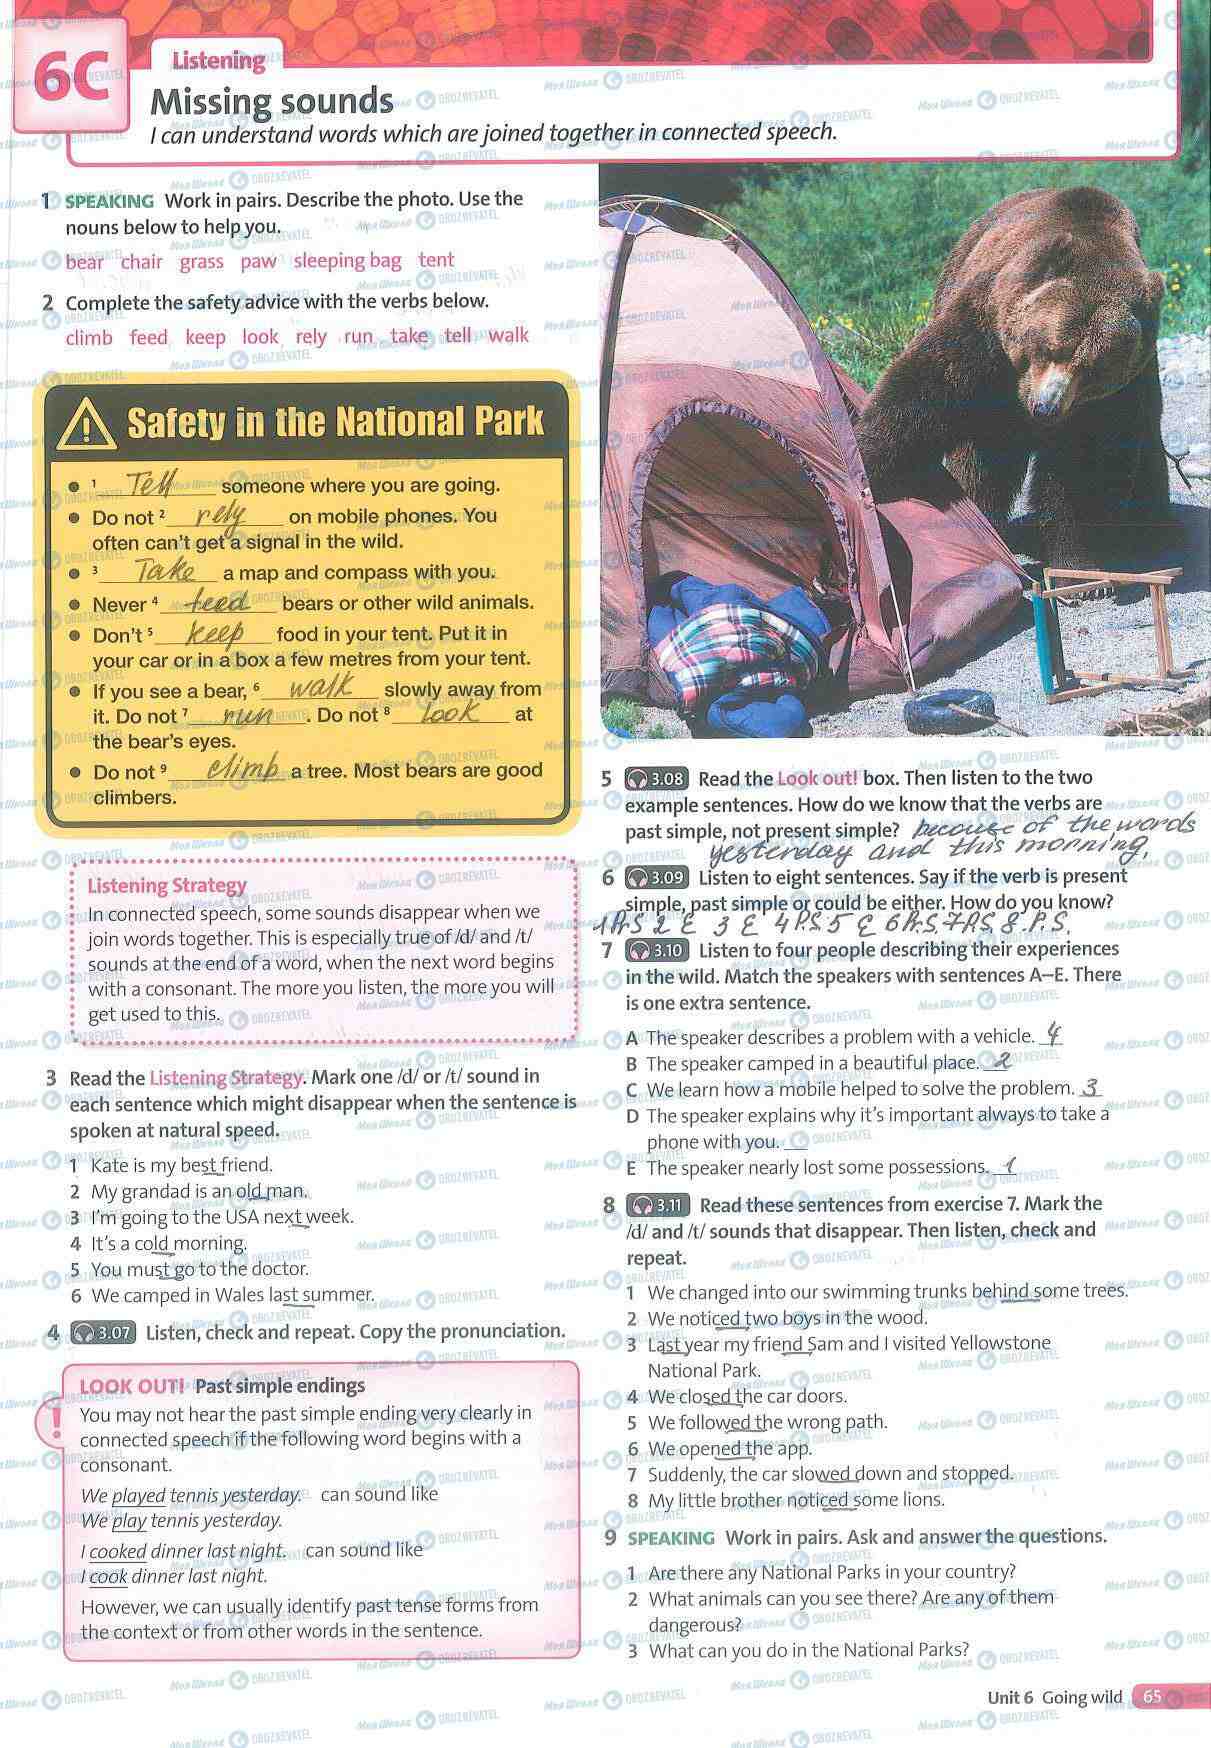 6C
Listening
Missing sounds
I can understand words which are joined together in connected speech.
1 SPEAKING Work in pairs. Describe the photo. Use the
nouns below to help you.
bear chair grass paw sleeping bag tent
2 Complete the safety advice with the verbs below.
climb feed keep look rely run take tell walk
Safety in the National Park
• 1 Tell someone where you are going.
• Do not 2 rely on mobile phones. You
often can't get a signal in the wild.
• 3 Take a map and compass with you.
• Never 4 feed bears or other wild animals.
• Don't 5 keep food in your tent. Put it in
your car or in a box a few metres from your tent.
• If you see a bear, 6 walk slowly away from
it. Do not 7 run. Do not 8 look at
the bear's eyes.
• Do not 9 climb a tree. Most bears are good
climbers.
Listening Strategy
In connected speech, some sounds disappear when we
join words together. This is especially true of /d/ and /t/
sounds at the end of a word, when the next word begins
with a consonant. The more you listen, the more you will
get used to this.
3 Read the Listening Strategy. Mark one /d/ or /t/ sound in
each sentence which might disappear when the sentence is
spoken at natural speed.
1 Kate is my best friend.
2 My grandad is an old man.
3 I'm going to the USA next week.
4 It's a cold morning.
5 You must go to the doctor.
6 We camped in Wales last summer.
4 3.07 Listen, check and repeat. Copy the pronunciation.
! LOOK OUT! Past simple endings
You may not hear the past simple ending very clearly in
connected speech if the following word begins with a
consonant.
We played tennis yesterday. can sound like
We play tennis yesterday.
I cooked dinner last night. can sound like
I cook dinner last night.
However, we can usually identify past tense forms from
the context or from other words in the sentence.
5 3.08 Read the Look out! box. Then listen to the two
example sentences. How do we know that the verbs are
past simple, not present simple? because of the words
yesterday and this morning.
6 3.09 Listen to eight sentences. Say if the verb is present
simple, past simple or could be either. How do you know?
1 Pr.S 2 E 3 E 4 P.S. 5 E 6 Pr.S. 7 P.S. 8. P.S.
7 3.10 Listen to four people describing their experiences
in the wild. Match the speakers with sentences A–E. There
is one extra sentence.
A The speaker describes a problem with a vehicle. 4
B The speaker camped in a beautiful place. 2
C We learn how a mobile helped to solve the problem. 3
D The speaker explains why it's important always to take a
phone with you.
E The speaker nearly lost some possessions. 1
8 3.11 Read these sentences from exercise 7. Mark the
/d/ and /t/ sounds that disappear. Then listen, check and
repeat.
1 We changed into our swimming trunks behind some trees.
2 We noticed two boys in the wood.
3 Last year my friend Sam and I visited Yellowstone
National Park.
4 We closed the car doors.
5 We followed the wrong path.
6 We opened the app.
7 Suddenly, the car slowed down and stopped.
8 My little brother noticed some lions.
9 SPEAKING Work in pairs. Ask and answer the questions.
1 Are there any National Parks in your country?
2 What animals can you see there? Are any of them
dangerous?
3 What can you do in the National Parks?
Unit 6 Going wild 65